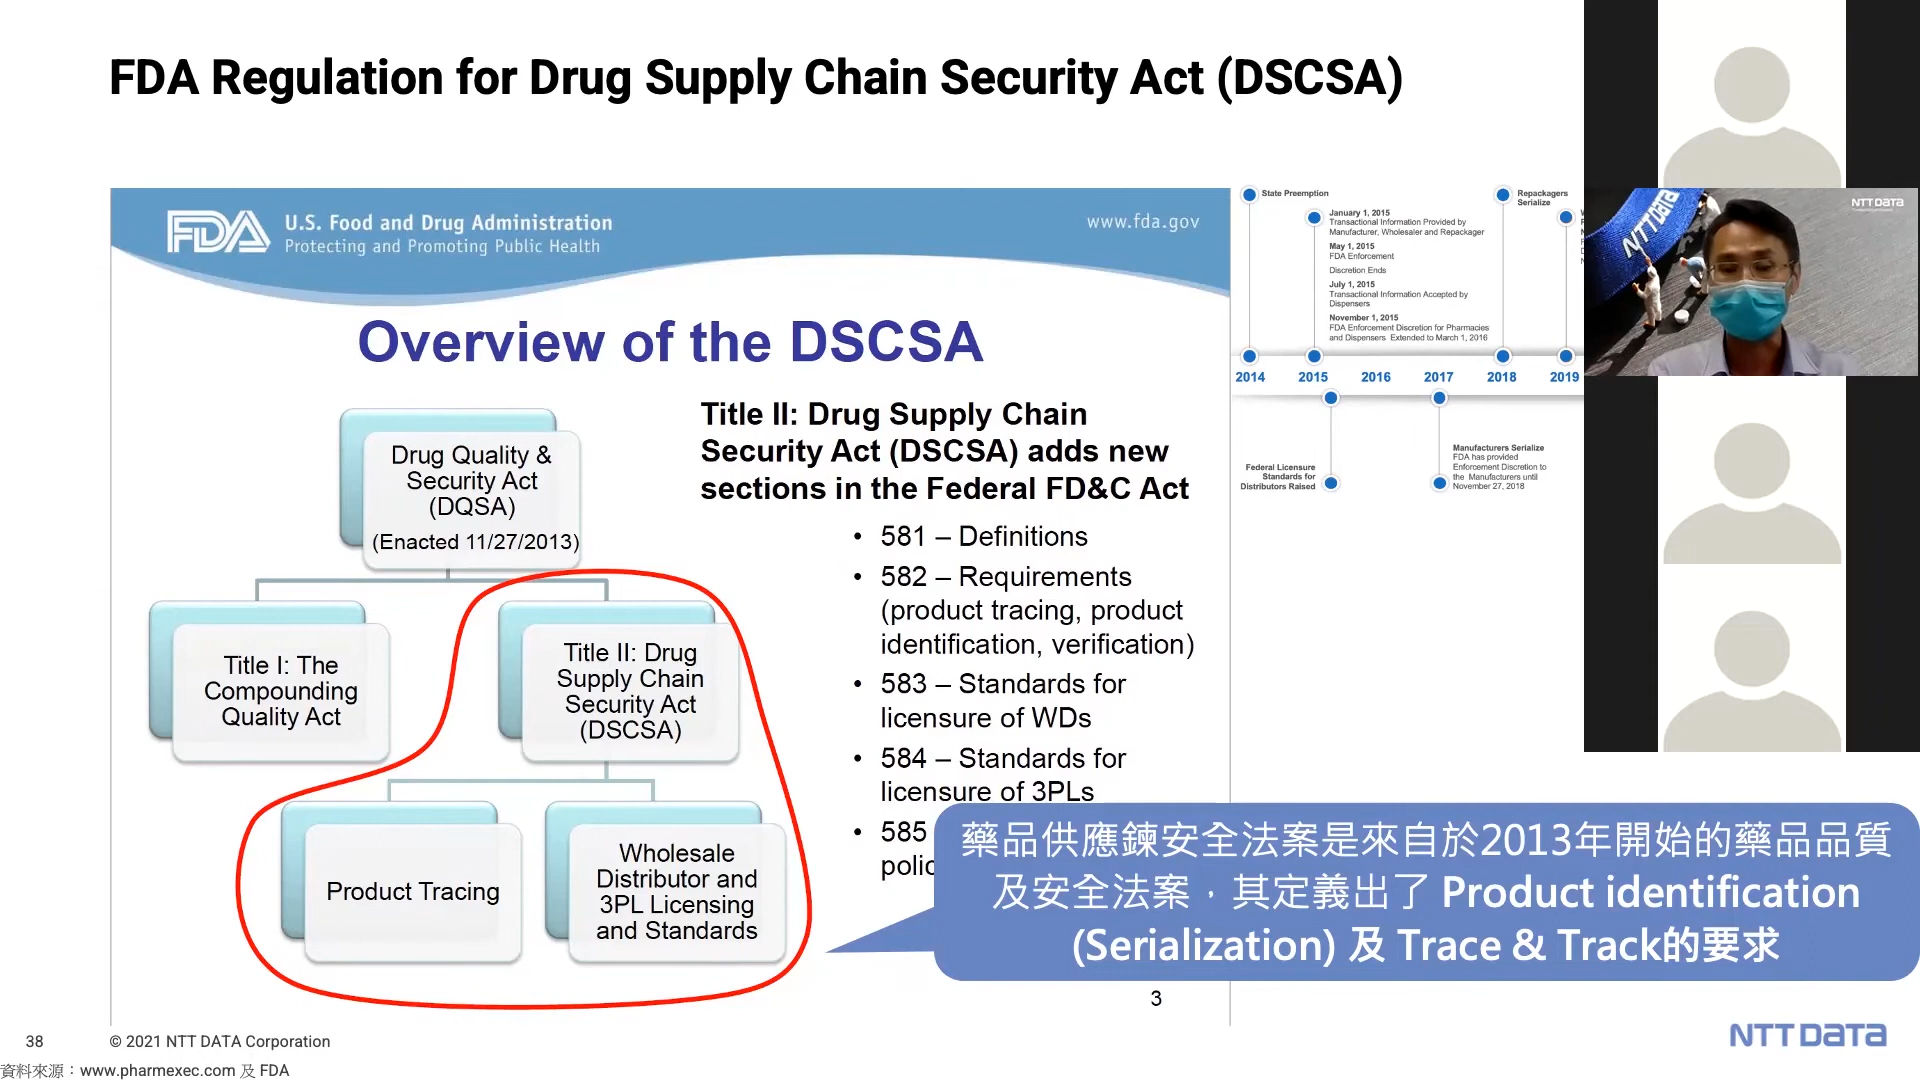 FDA Regulation for Drug Supply Chain Security Act (DSCSA)
FDA
U.S. Food and Drug Administration
Protecting and Promoting Public Health
www.fda.gov
Overview of the DSCSA
Drug Quality &
Security Act
(DQSA)
(Enacted 11/27/2013)
Title I: The
Compounding
Quality Act
Title II: Drug
Supply Chain
Security Act
(DSCSA)
Product Tracing
Wholesale
Distributor and
3PL Licensing
and Standards
Title II: Drug Supply Chain
Security Act (DSCSA) adds new
sections in the Federal FD&C Act
• 581 – Definitions
• 582 – Requirements
(product tracing, product
identification, verification)
• 583 – Standards for
licensure of WDs
• 584 – Standards for
licensure of 3PLs
• 585
3
State Preemption
January 1, 2015
Transactional Information Provided by
Manufacturer, Wholesaler and Repackager
May 1, 2015
FDA Enforcement
Discretion Ends
July 1, 2015
Transactional Information Accepted by
Dispensers
November 1, 2015
FDA Enforcement Discretion for Pharmacies
and Dispensers Extended to March 1, 2016
Repackagers
Serialize
2014 2015 2016 2017 2018 2019
Federal Licensure
Standards for
Distributors Raised
Manufacturers Serialize
FDA has provided
Enforcement Discretion to
the Manufacturers until
November 27, 2018
NTT DATA
NTT DATA
藥品供應鍊安全法案是來自於2013年開始的藥品品質
及安全法案，其定義出了 Product identification
(Serialization) 及 Trace & Track的要求
38
© 2021 NTT DATA Corporation
NTT DATA
資料來源：www.pharmexec.com 及 FDA